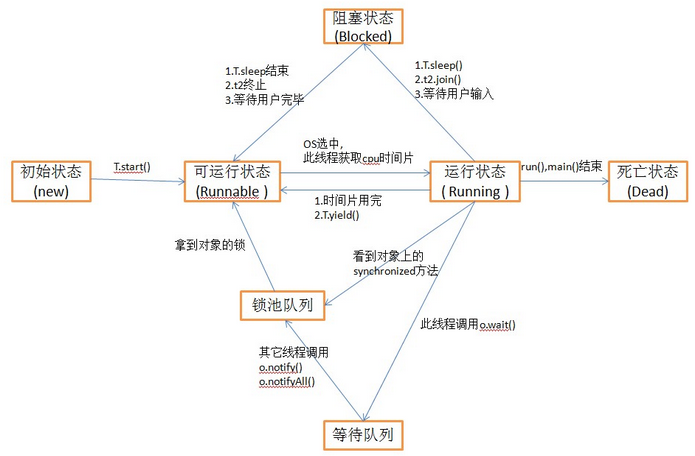 阻塞状态
(Blocked)
1.T.sleep结束
2.t2终止
3.等待用户完毕
1.T.sleep()
2.t2.join()
3.等待用户输入
OS选中，
此线程获取cpu时间片
初始状态
(new)
T.start()
可运行状态
(Runnable )
运行状态
( Running )
run(),main()结束
死亡状态
(Dead)
1.时间片用完
2.T.yield()
拿到对象的锁
看到对象上的
synchronized方法
锁池队列
此线程调用o.wait()
其它线程调用
o.notify()
o.notifyAll()
等待队列